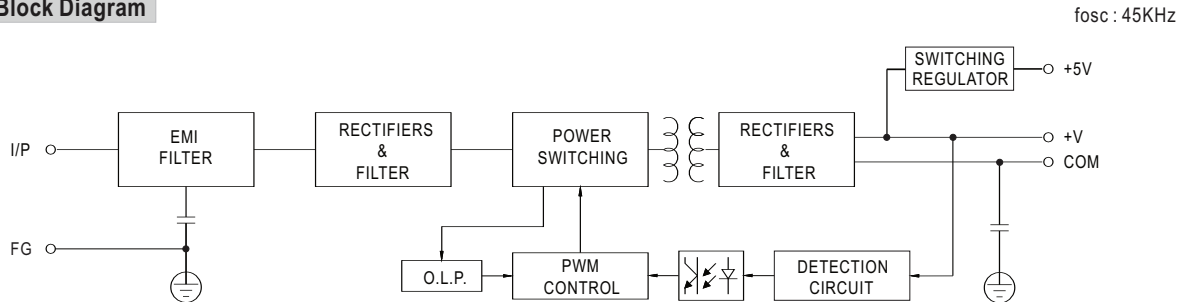 Block Diagram
fosc : 45KHz
SWITCHING
REGULATOR
+5V
I/P
EMI
FILTER
RECTIFIERS
&
FILTER
POWER
SWITCHING
RECTIFIERS
&
FILTER
+V
COM
FG
O.L.P.
PWM
CONTROL
DETECTION
CIRCUIT